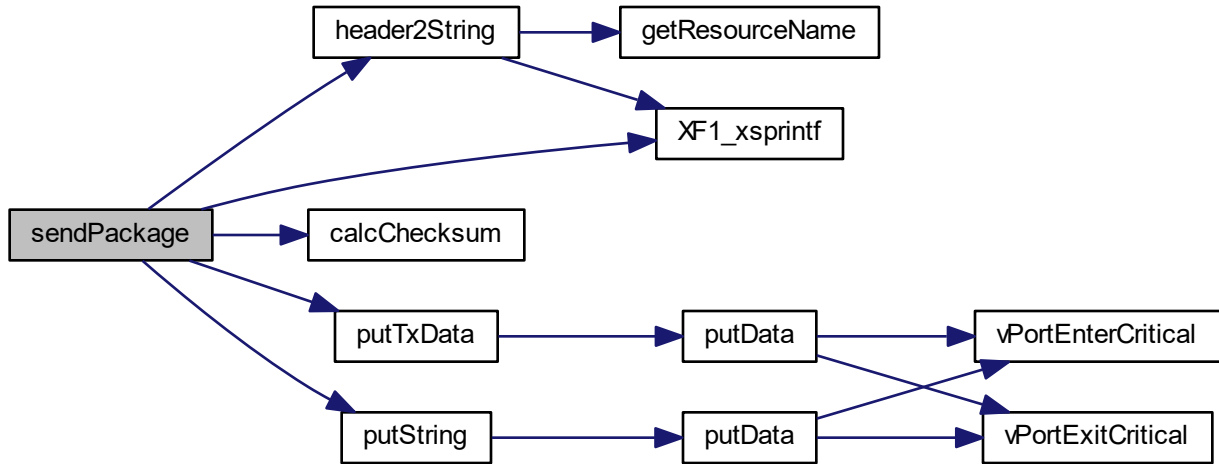 header2String
getResourceName
XF1_xsprintf
sendPackage
calcChecksum
putTxData
putData
vPortEnterCritical
putString
putData
vPortExitCritical